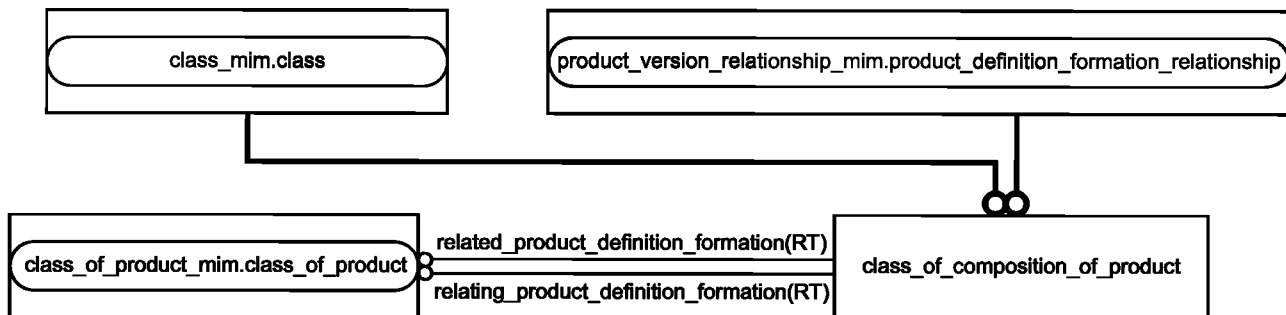 class_mim.class
product_version_relationship_mim.product_definition_formation_relationship
related_product_definition_formation(RT)
class_of_product_mim.class_of_product
class_of_composition_of_product
relating_product_definition_formation(RT)